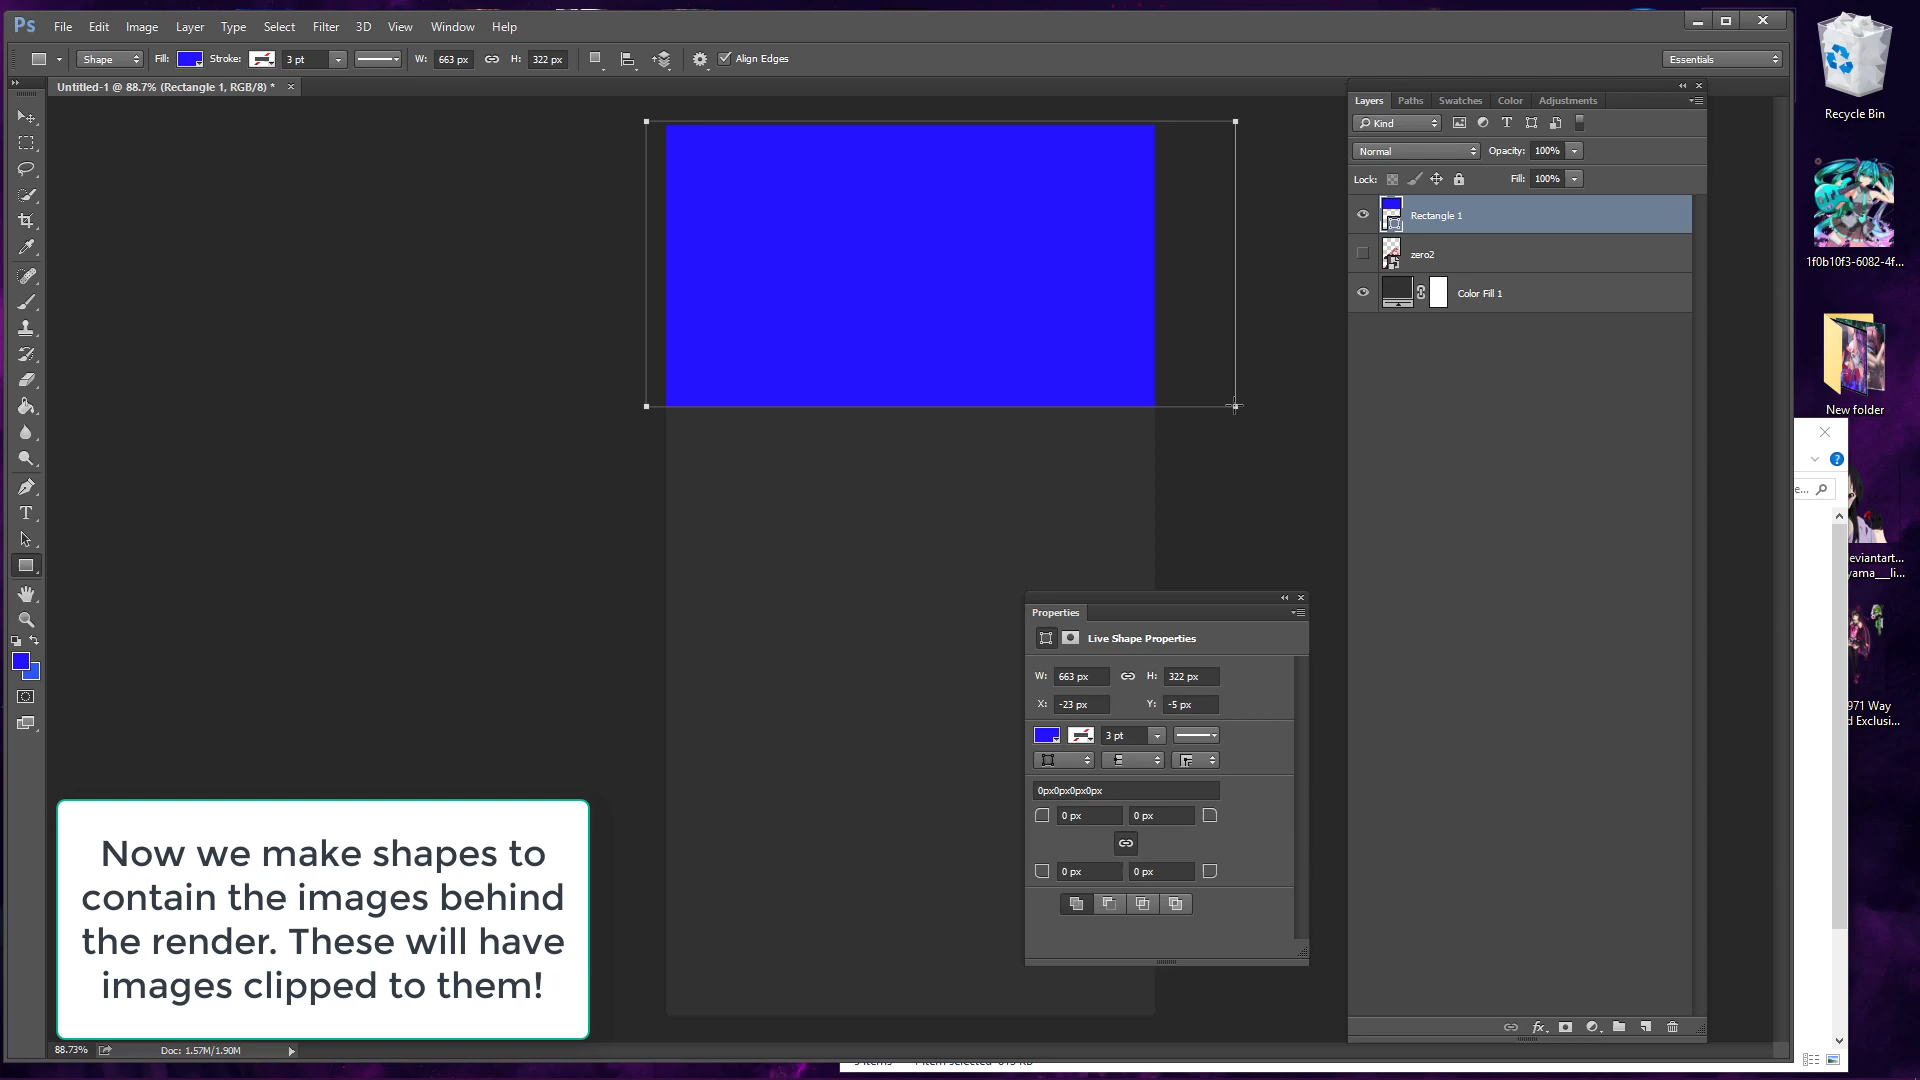 Ps File Edit Image Layer Type Select Filter 3D View Window Help
Shape Fill: Stroke: 3 pt W: 663 px H: 322 px Align Edges Essentials
Untitled-1 @ 88.7% (Rectangle 1, RGB/8) *
Layers Paths Swatches Color Adjustments
Kind
Normal Opacity: 100%
Lock: Fill: 100%
Rectangle 1
zero2
Color Fill 1
Properties
Live Shape Properties
W: 663 px H: 322 px
X: -23 px Y: -5 px
3 pt
0px0px0px0px
0 px 0 px
0 px 0 px
Now we make shapes to
contain the images behind
the render. These will have
images clipped to them!
88.73% Doc: 1.57M/1.90M
Recycle Bin
1f0b10f3-6082-4f...
New folder
e...
eviantart...
yama__li...
971 Way
d Exclusi...